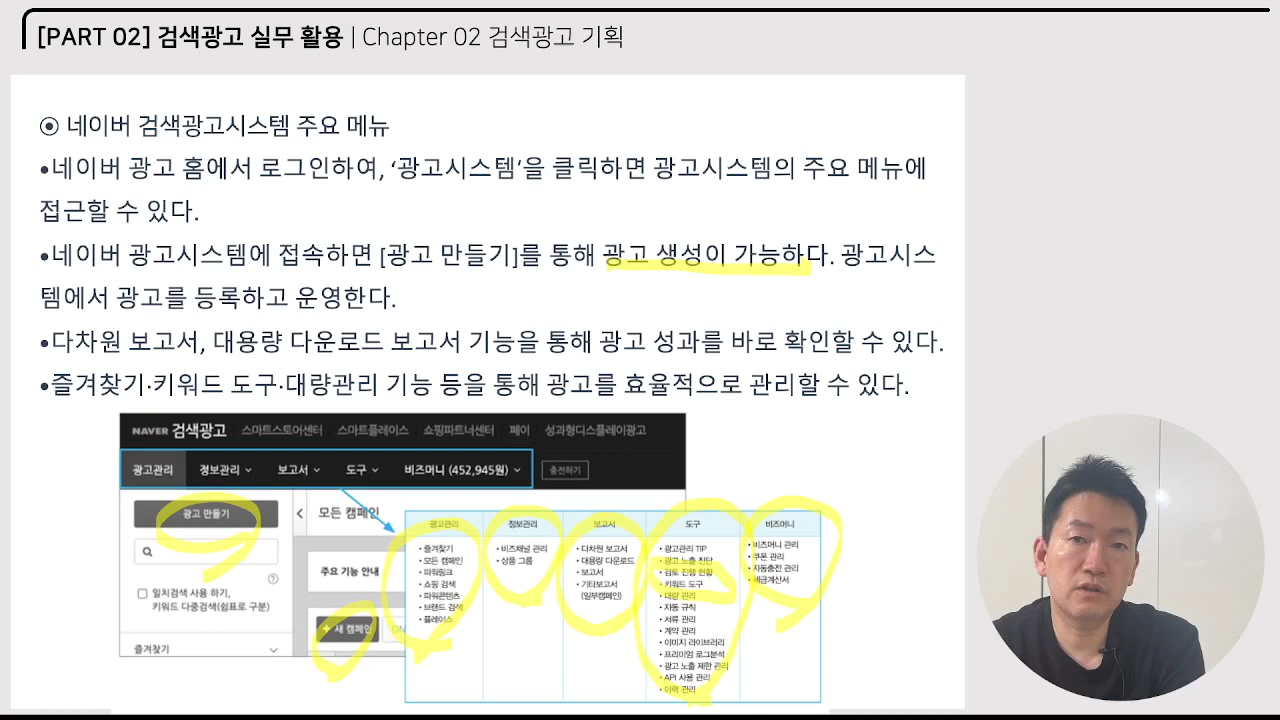 [PART 02] 검색광고 실무 활용 | Chapter 02 검색광고 기획
◉ 네이버 검색광고시스템 주요 메뉴
•네이버 광고 홈에서 로그인하여, ‘광고시스템’을 클릭하면 광고시스템의 주요 메뉴에
접근할 수 있다.
•네이버 광고시스템에 접속하면 [광고 만들기]를 통해 광고 생성이 가능하다. 광고시스
템에서 광고를 등록하고 운영한다.
•다차원 보고서, 대용량 다운로드 보고서 기능을 통해 광고 성과를 바로 확인할 수 있다.
•즐겨찾기·키워드 도구·대량관리 기능 등을 통해 광고를 효율적으로 관리할 수 있다.
NAVER 검색광고 스마트스토어센터 스마트플레이스 쇼핑파트너센터 페이 성과형디스플레이광고
광고관리 정보관리 보고서 도구 비즈머니 (452,945원) 충전하기
광고 만들기
모든 캠페인
주요 기능 안내
일치검색 사용 하기,
키워드 다중검색(쉼표로 구분)
+ 새 캠페인
즐겨찾기
광고관리
• 즐겨찾기
• 모든 캠페인
• 파워링크
• 쇼핑 검색
• 파워콘텐츠
• 브랜드 검색
• 플레이스
정보관리
• 비즈채널 관리
• 상품 그룹
보고서
• 다차원 보고서
• 대용량 다운로드
• 보고서
• 기타보고서
(일부캠페인)
도구
• 광고관리 TIP
• 광고 노출 진단
• 검토 진행 현황
• 키워드 도구
• 대량 관리
• 자동 규칙
• 서류 관리
• 계약 관리
• 이미지 라이브러리
• 프리미엄 로그분석
• 광고 노출 제한 관리
• API 사용 관리
• 이력 관리
비즈머니
• 비즈머니 관리
• 쿠폰 관리
• 자동충전 관리
• 세금계산서